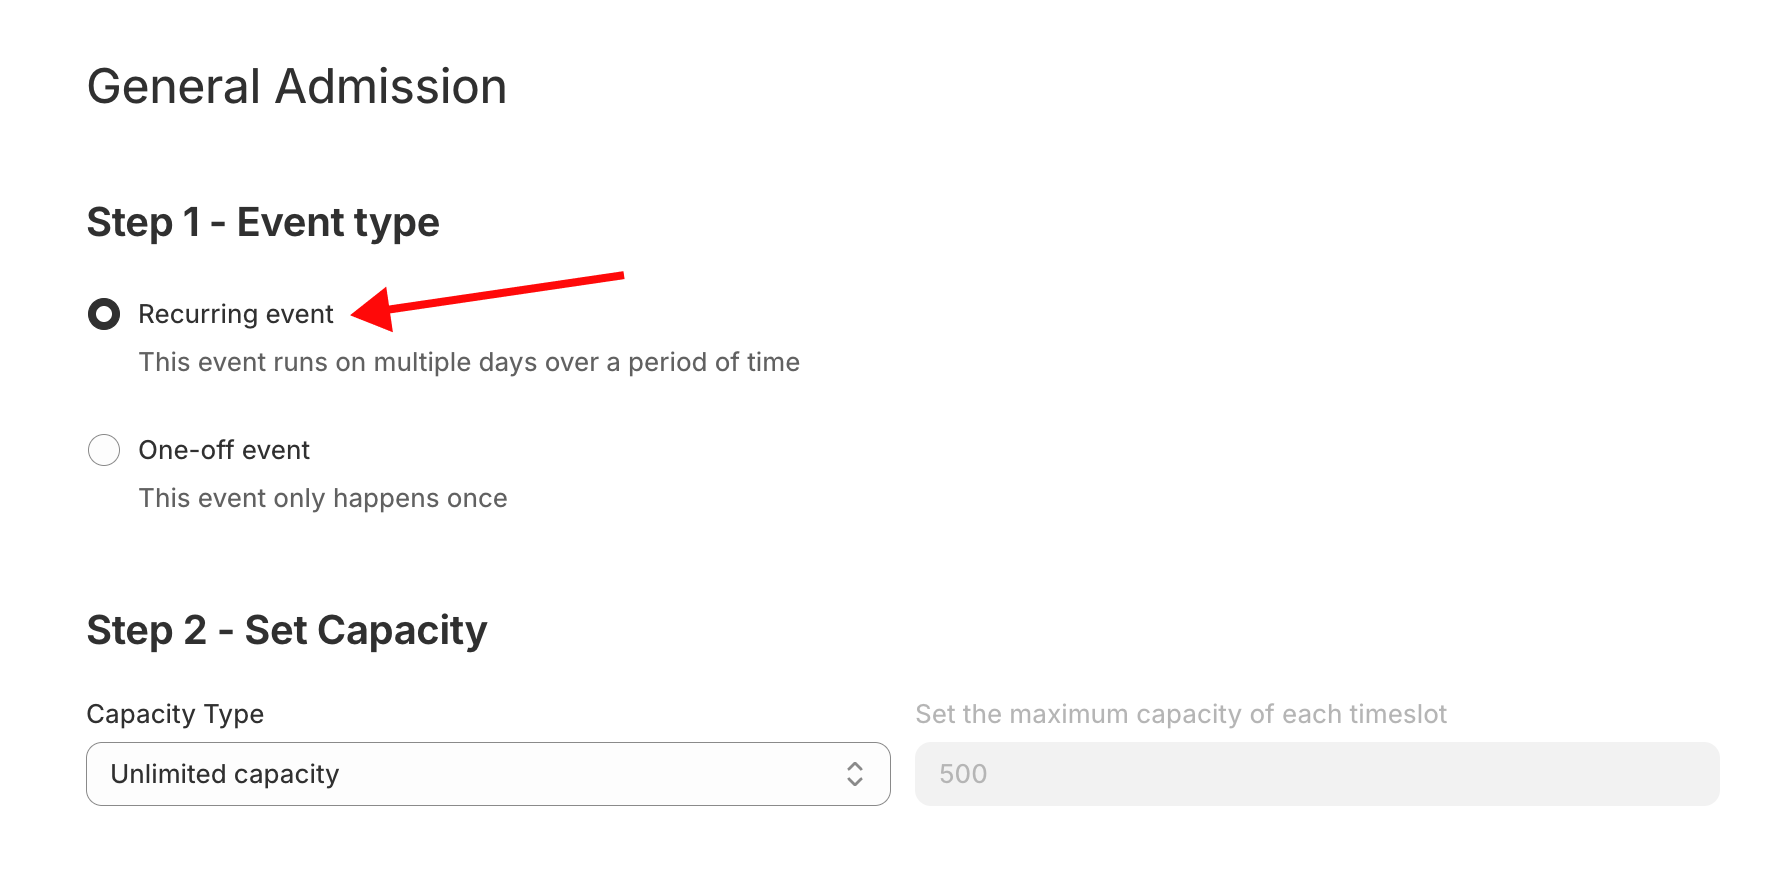 General Admission
Step 1 - Event type
Recurring event
This event runs on multiple days over a period of time
One-off event
This event only happens once
Step 2 - Set Capacity
Capacity Type
Unlimited capacity
Set the maximum capacity of each timeslot
500